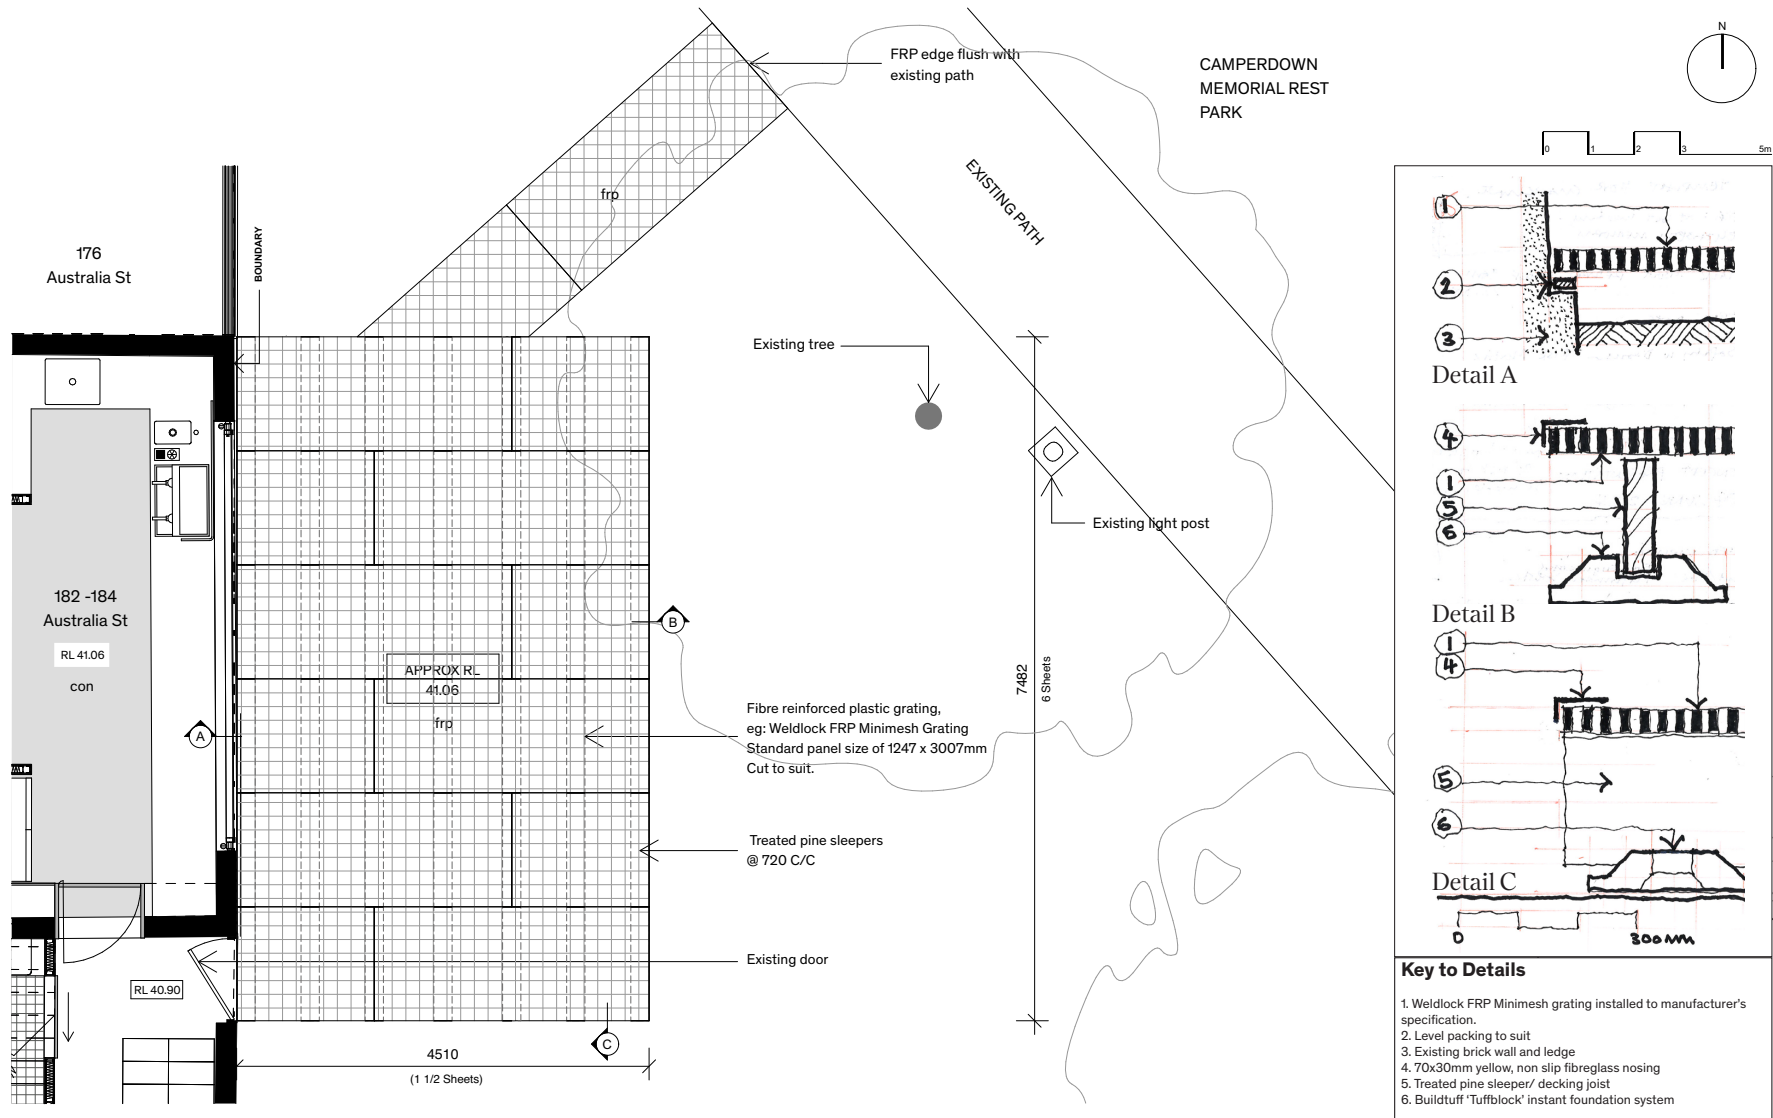 FRP edge flush with
existing path
CAMPERDOWN
MEMORIAL REST
PARK
N
0 1 2 3 5m
EXISTING PATH
frp
176
Australia St
BOUNDARY
Existing tree
Existing light post
182 -184
Australia St
RL 41.06
con
APPROX RL
41.06
frp
A
B
C
7482
6 Sheets
Fibre reinforced plastic grating,
eg: Weldlock FRP Minimesh Grating
Standard panel size of 1247 x 3007mm
Cut to suit.
Treated pine sleepers
@ 720 C/C
Existing door
RL 40.90
4510
(1 1/2 Sheets)
1
2
3
Detail A
4
1
5
6
Detail B
1
4
5
6
Detail C
0 300mm
Key to Details
1. Weldlock FRP Minimesh grating installed to manufacturer's
specification.
2. Level packing to suit
3. Existing brick wall and ledge
4. 70x30mm yellow, non slip fibreglass nosing
5. Treated pine sleeper/ decking joist
6. Buildtuff 'Tuffblock' instant foundation system